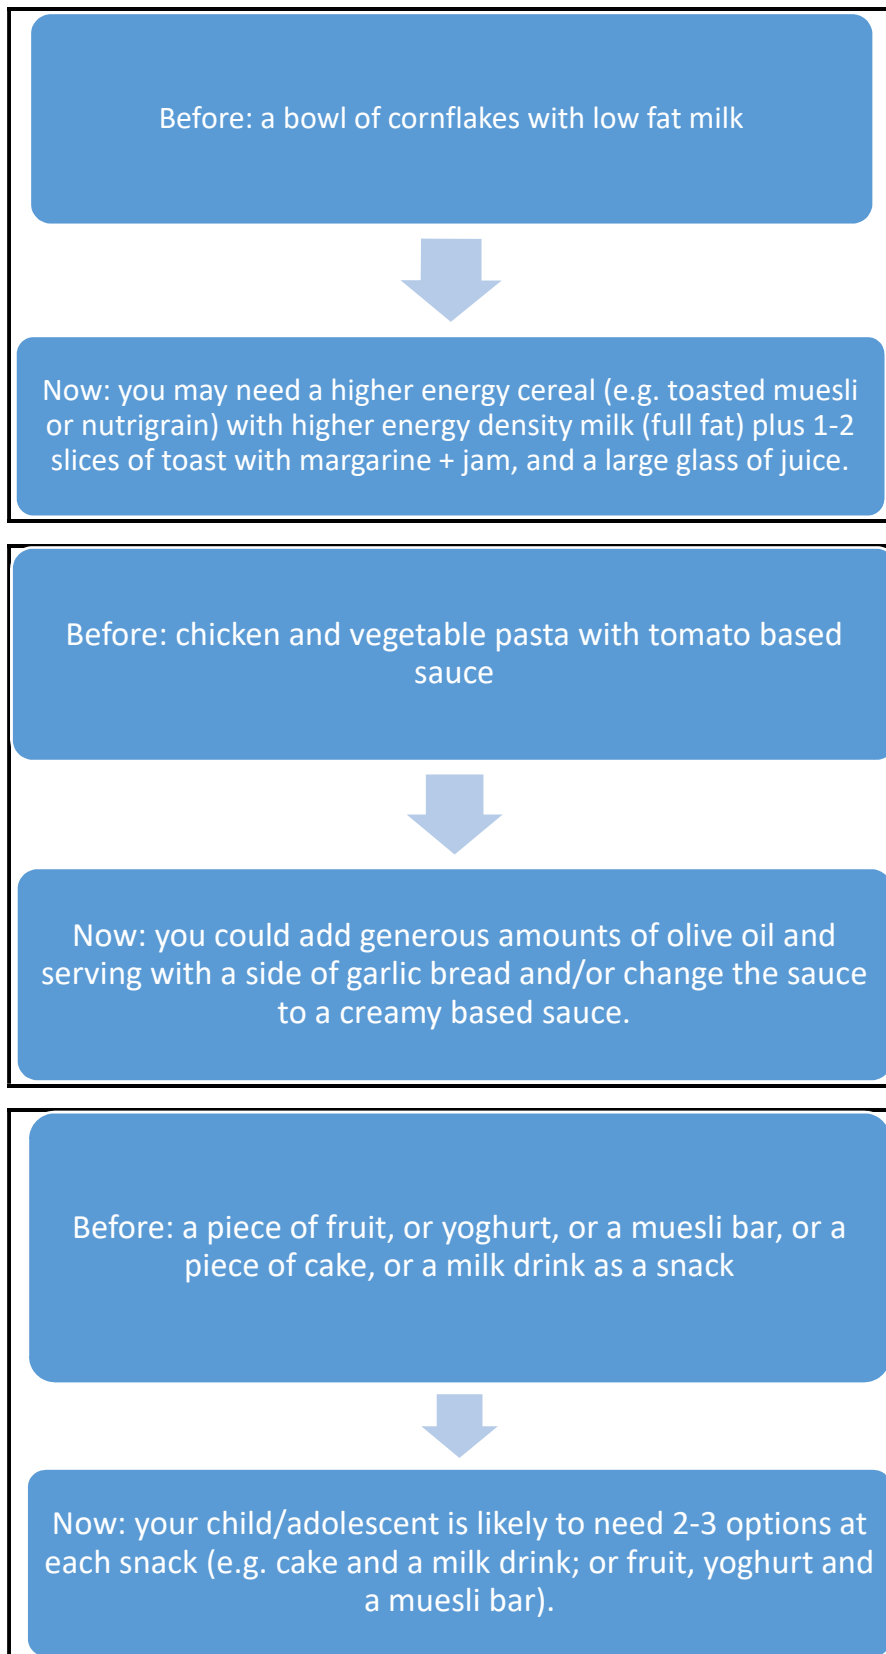 Before: a bowl of cornflakes with low fat milk
Now: you may need a higher energy cereal (e.g. toasted muesli
or nutrigrain) with higher energy density milk (full fat) plus 1-2
slices of toast with margarine + jam, and a large glass of juice.
Before: chicken and vegetable pasta with tomato based
sauce
Now: you could add generous amounts of olive oil and
serving with a side of garlic bread and/or change the sauce
to a creamy based sauce.
Before: a piece of fruit, or yoghurt, or a muesli bar, or a
piece of cake, or a milk drink as a snack
Now: your child/adolescent is likely to need 2-3 options at
each snack (e.g. cake and a milk drink; or fruit, yoghurt and
a muesli bar).